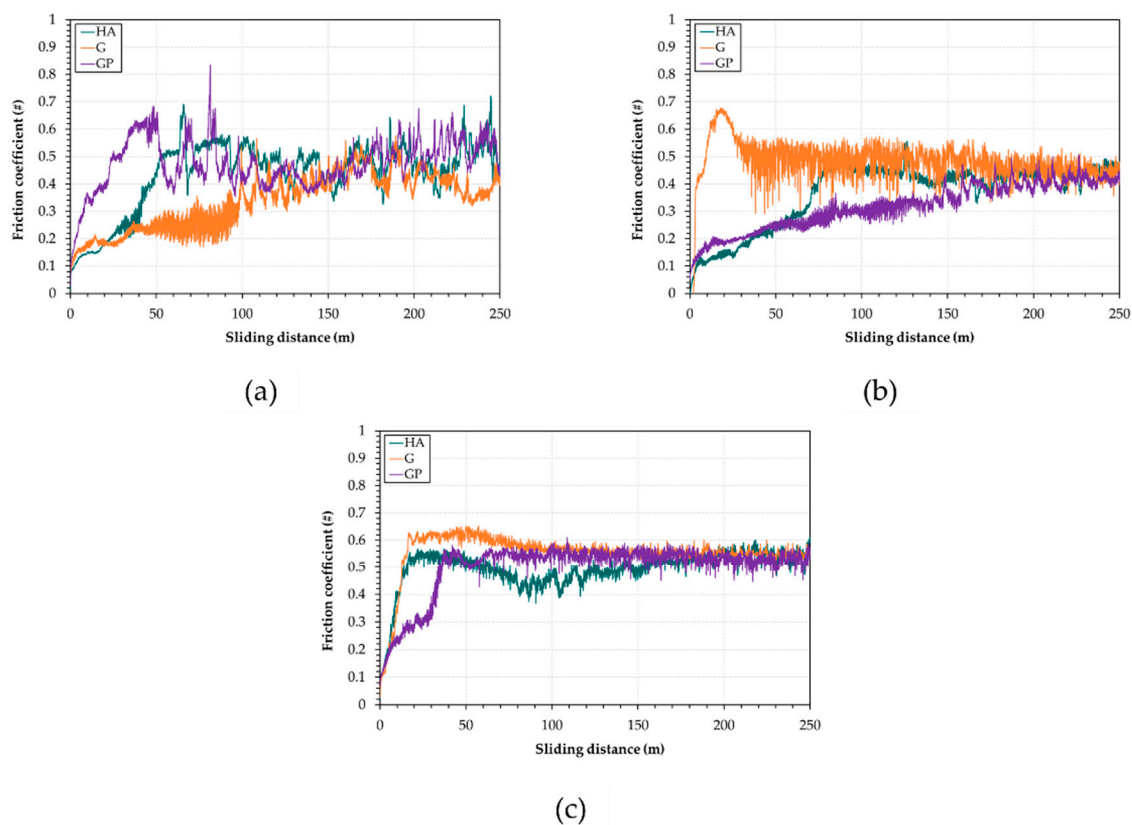 1
0.9
0.8
0.7
0.6
0.5
0.4
0.3
0.2
0.1
0
Friction coefficient (#)
HA
G
GP
0 50 100 150 200 250
Sliding distance (m)
(a)
1
0.9
0.8
0.7
0.6
0.5
0.4
0.3
0.2
0.1
0
Friction coefficient (#)
HA
G
GP
0 50 100 150 200 250
Sliding distance (m)
(b)
1
0.9
0.8
0.7
0.6
0.5
0.4
0.3
0.2
0.1
0
Friction coefficient (#)
HA
G
GP
0 50 100 150 200 250
Sliding distance (m)
(c)